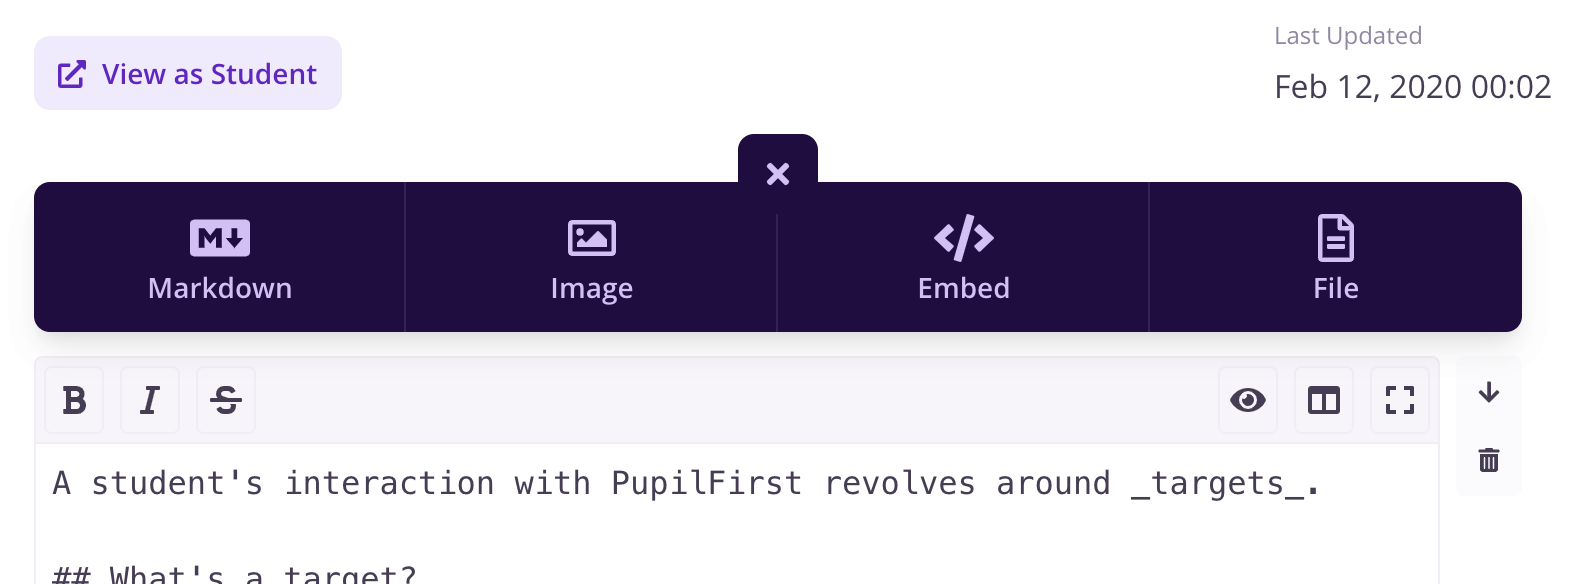 View as Student
Last Updated
Feb 12, 2020 00:02
Markdown
Image
Embed
File
B I S
A student's interaction with PupilFirst revolves around _targets_.
## What's a target?